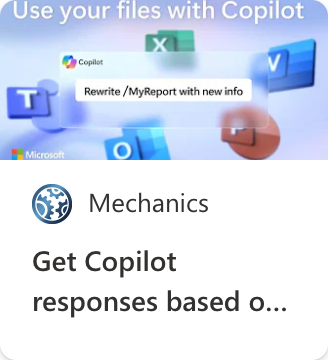 Use your files with Copilot
Copilot
Rewrite /MyReport with new info
Microsoft
Mechanics
Get Copilot
responses based o...